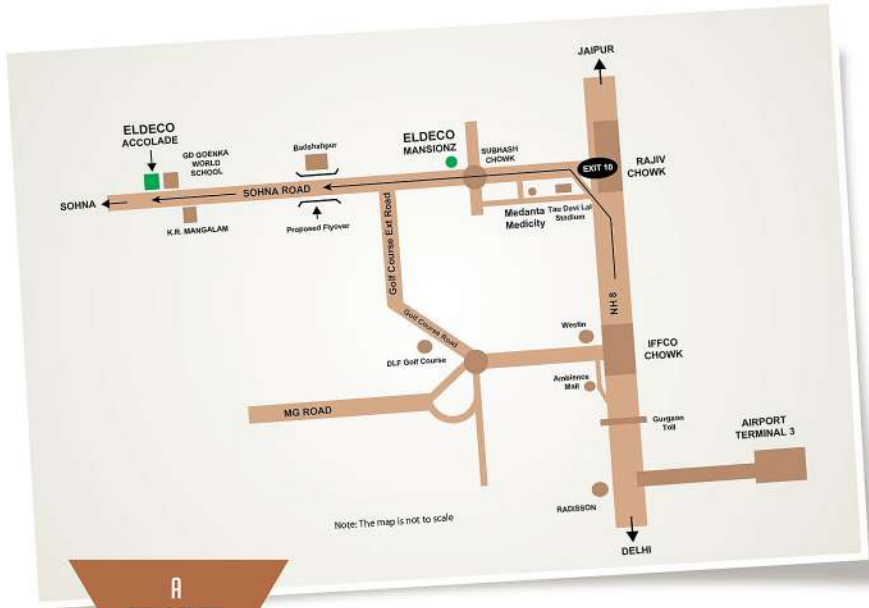 JAIPUR
ELDECO
ACCOLADE
GD GOENKA
WORLD
SCHOOL
Badshahpur
ELDECO
MANSIONZ
SUBHASH
CHOWK
EXIT 10
RAJIV
CHOWK
SOHNA
SOHNA ROAD
K.R. MANGALAM
Proposed Flyover
Medanta
Medicity
Tau Davi Lal
Stadium
Golf Course Ext Road
NH 8
Golf Course Road
DLF Golf Course
Westin
IFFCO
CHOWK
Ambience
Mall
MG ROAD
Gurgaon
Toll
AIRPORT
TERMINAL 3
RADISSON
Note: The map is not to scale
DELHI
A